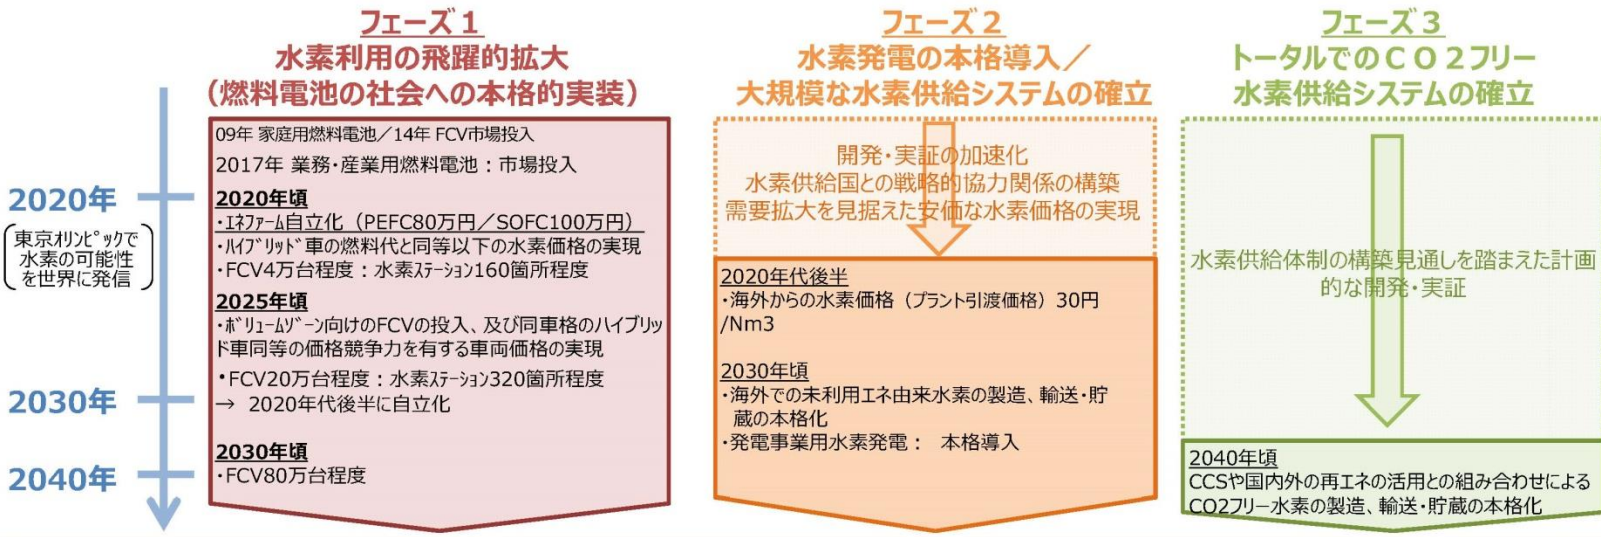 フェーズ1
水素利用の飛躍的拡大
(燃料電池の社会への本格的実装)
09年 家庭用燃料電池／14年 FCV市場投入
2017年 業務・産業用燃料電池：市場投入
2020年頃
・ｴﾈﾌｧｰﾑ自立化（PEFC80万円／SOFC100万円）
・ﾊｲﾌﾞﾘｯﾄﾞ車の燃料代と同等以下の水素価格の実現
・FCV4万台程度：水素ｽﾃｰｼｮﾝ160箇所程度
2025年頃
・ﾎﾞﾘｭｰﾑｿﾞｰﾝ向けのFCVの投入、及び同車格のハイブリッ
ド車同等の価格競争力を有する車両価格の実現
・FCV20万台程度：水素ｽﾃｰｼｮﾝ320箇所程度
→ 2020年代後半に自立化
2030年頃
・FCV80万台程度
2020年
東京ｵﾘﾝﾋﾟｯｸで
水素の可能性
を世界に発信
2030年
2040年
フェーズ2
水素発電の本格導入／
大規模な水素供給システムの確立
開発・実証の加速化
水素供給国との戦略的協力関係の構築
需要拡大を見据えた安価な水素価格の実現
2020年代後半
・海外からの水素価格（プラント引渡価格）30円
/Nm3
2030年頃
・海外での未利用エネ由来水素の製造、輸送・貯
蔵の本格化
・発電事業用水素発電： 本格導入
フェーズ3
トータルでのCO2フリー
水素供給システムの確立
水素供給体制の構築見通しを踏まえた計画
的な開発・実証
2040年頃
CCSや国内外の再エネの活用との組み合わせによる
CO2フリー水素の製造、輸送・貯蔵の本格化